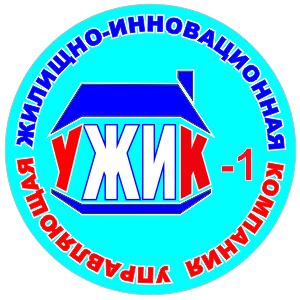 ЖИЛИЩНО-ИННОВАЦИОННАЯ
УЖИК-1
УПРАВЛЯЮЩАЯ КОМПАНИЯ